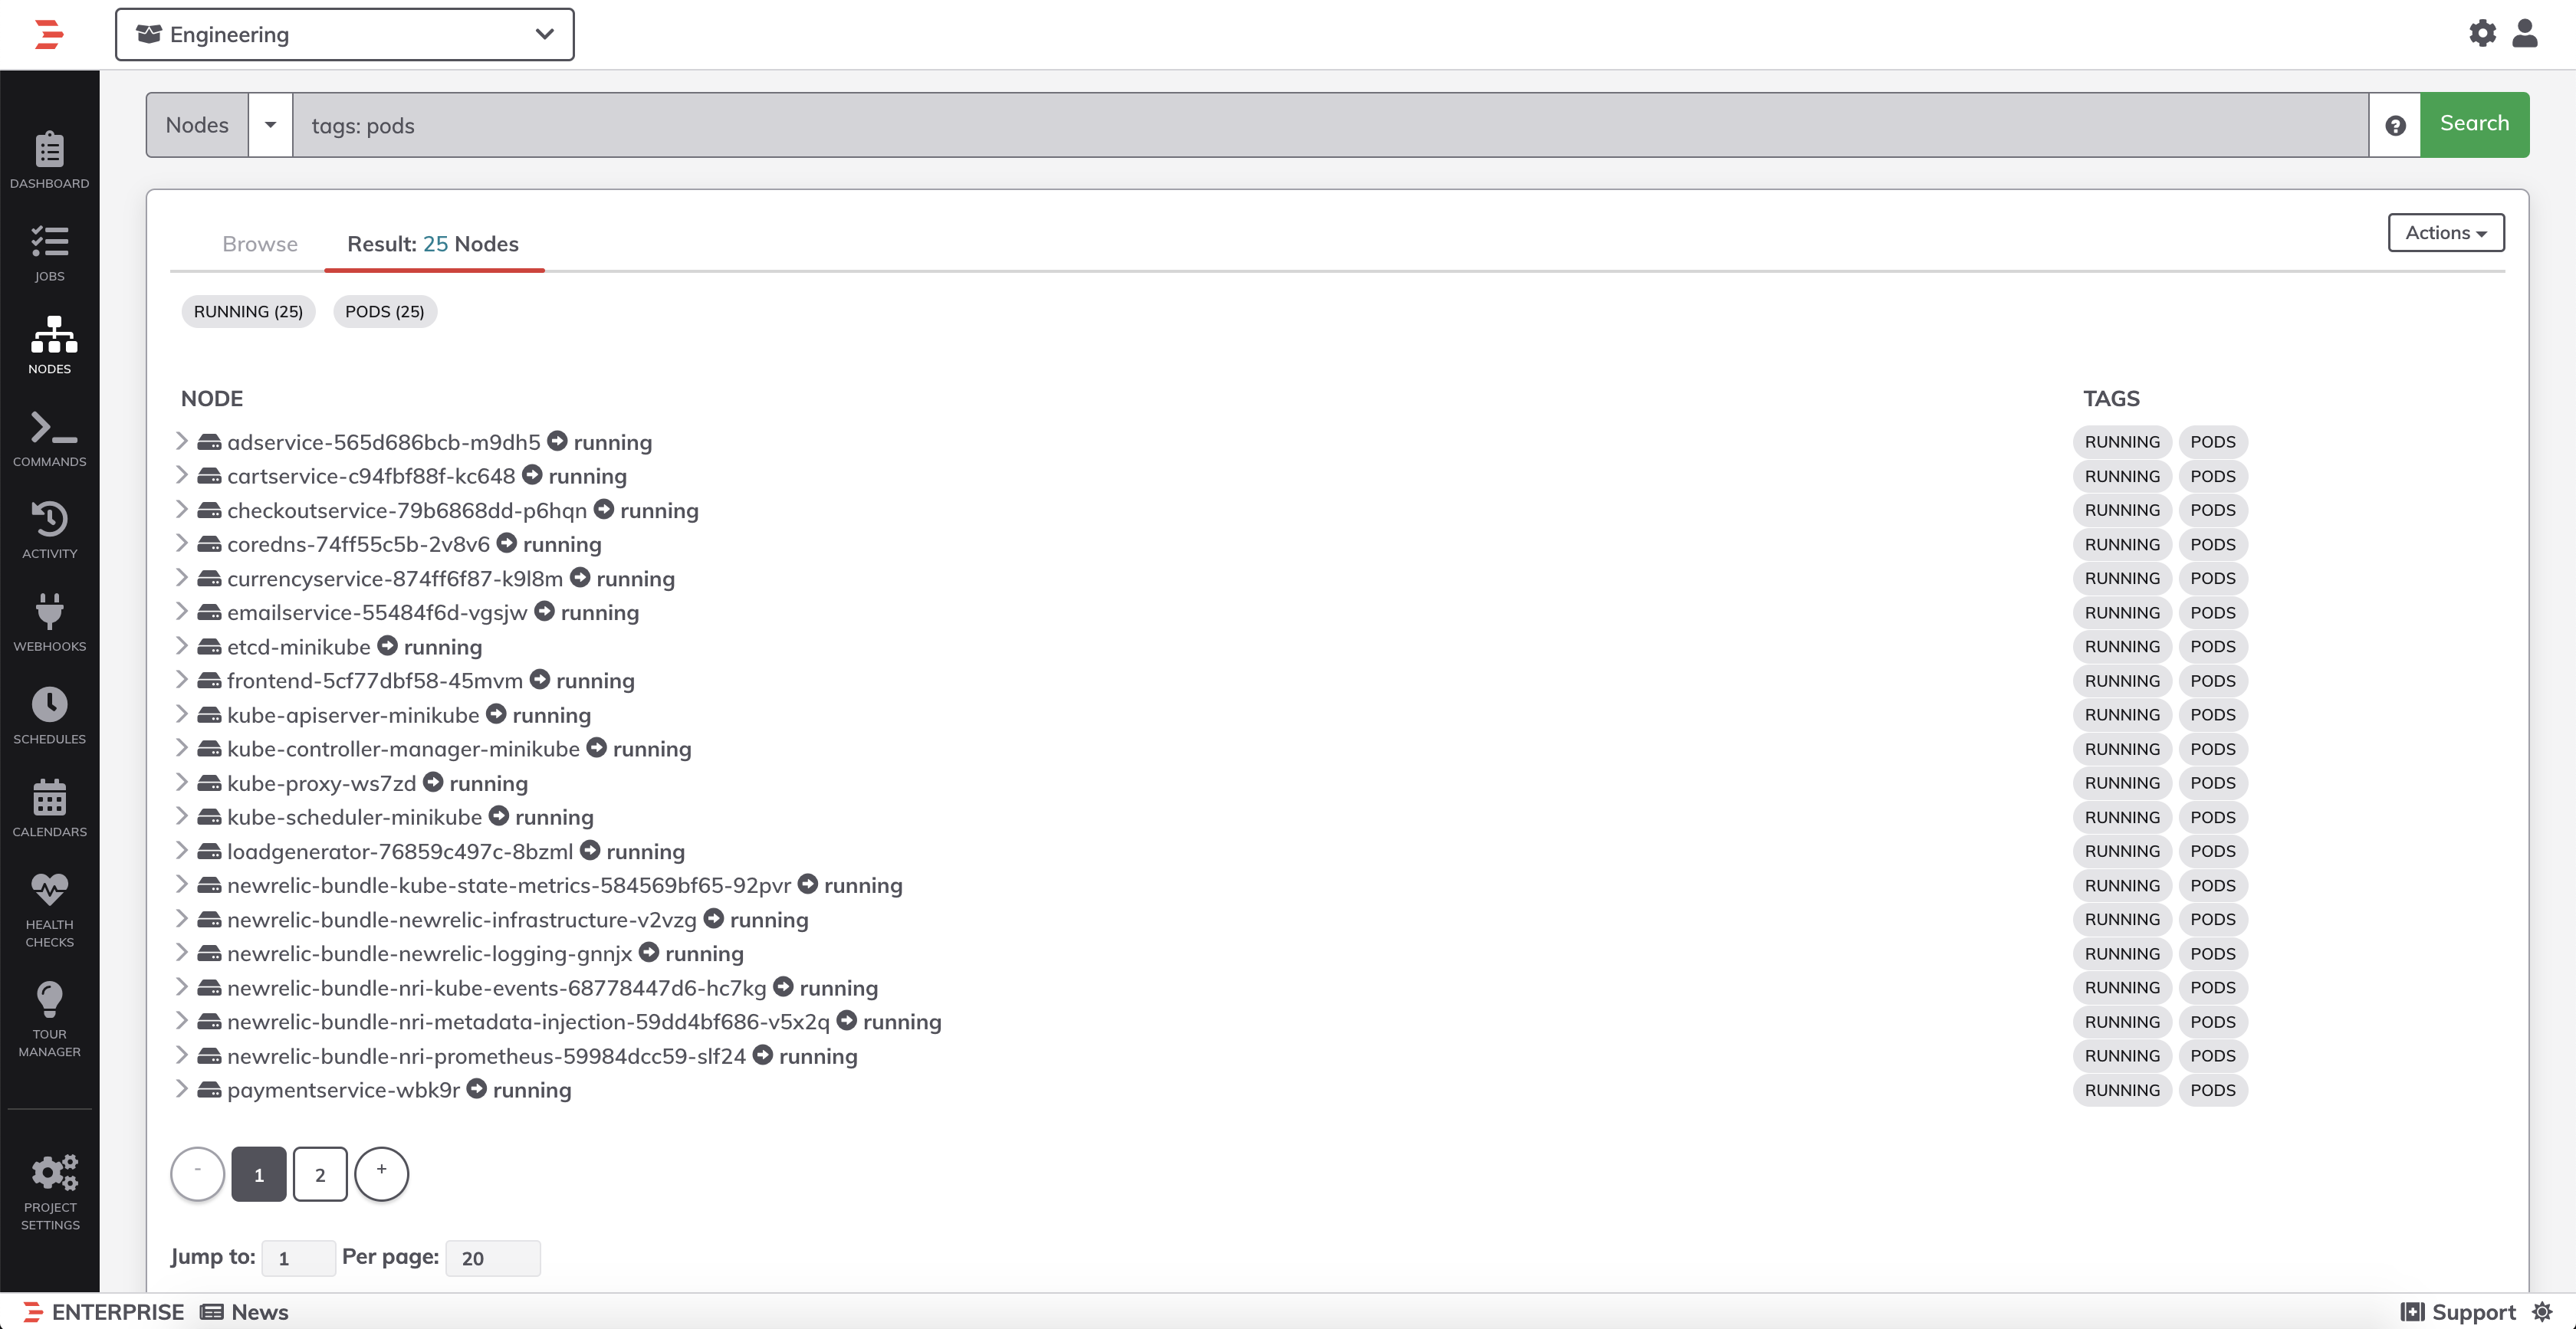 Engineering
Nodes
tags: pods
Search
DASHBOARD
JOBS
NODES
COMMANDS
ACTIVITY
WEBHOOKS
SCHEDULES
CALENDARS
HEALTH
CHECKS
TOUR
MANAGER
PROJECT
SETTINGS
Browse
Result: 25 Nodes
Actions
RUNNING (25) PODS (25)
NODE TAGS
adservice-565d686bcb-m9dh5 running RUNNING PODS
cartservice-c94fbf88f-kc648 running RUNNING PODS
checkoutservice-79b6868dd-p6hqn running RUNNING PODS
coredns-74ff55c5b-2v8v6 running RUNNING PODS
currencyservice-874ff6f87-k9l8m running RUNNING PODS
emailservice-55484f6d-vgsjw running RUNNING PODS
etcd-minikube running RUNNING PODS
frontend-5cf77dbf58-45mvm running RUNNING PODS
kube-apiserver-minikube running RUNNING PODS
kube-controller-manager-minikube running RUNNING PODS
kube-proxy-ws7zd running RUNNING PODS
kube-scheduler-minikube running RUNNING PODS
loadgenerator-76859c497c-8bzml running RUNNING PODS
newrelic-bundle-kube-state-metrics-584569bf65-92pvr running RUNNING PODS
newrelic-bundle-newrelic-infrastructure-v2vzg running RUNNING PODS
newrelic-bundle-newrelic-logging-gnnjx running RUNNING PODS
newrelic-bundle-nri-kube-events-68778447d6-hc7kg running RUNNING PODS
newrelic-bundle-nri-metadata-injection-59dd4bf686-v5x2q running RUNNING PODS
newrelic-bundle-nri-prometheus-59984dcc59-slf24 running RUNNING PODS
paymentservice-wbk9r running RUNNING PODS
- 1 2 +
Jump to: 1 Per page: 20
ENTERPRISE News
Support